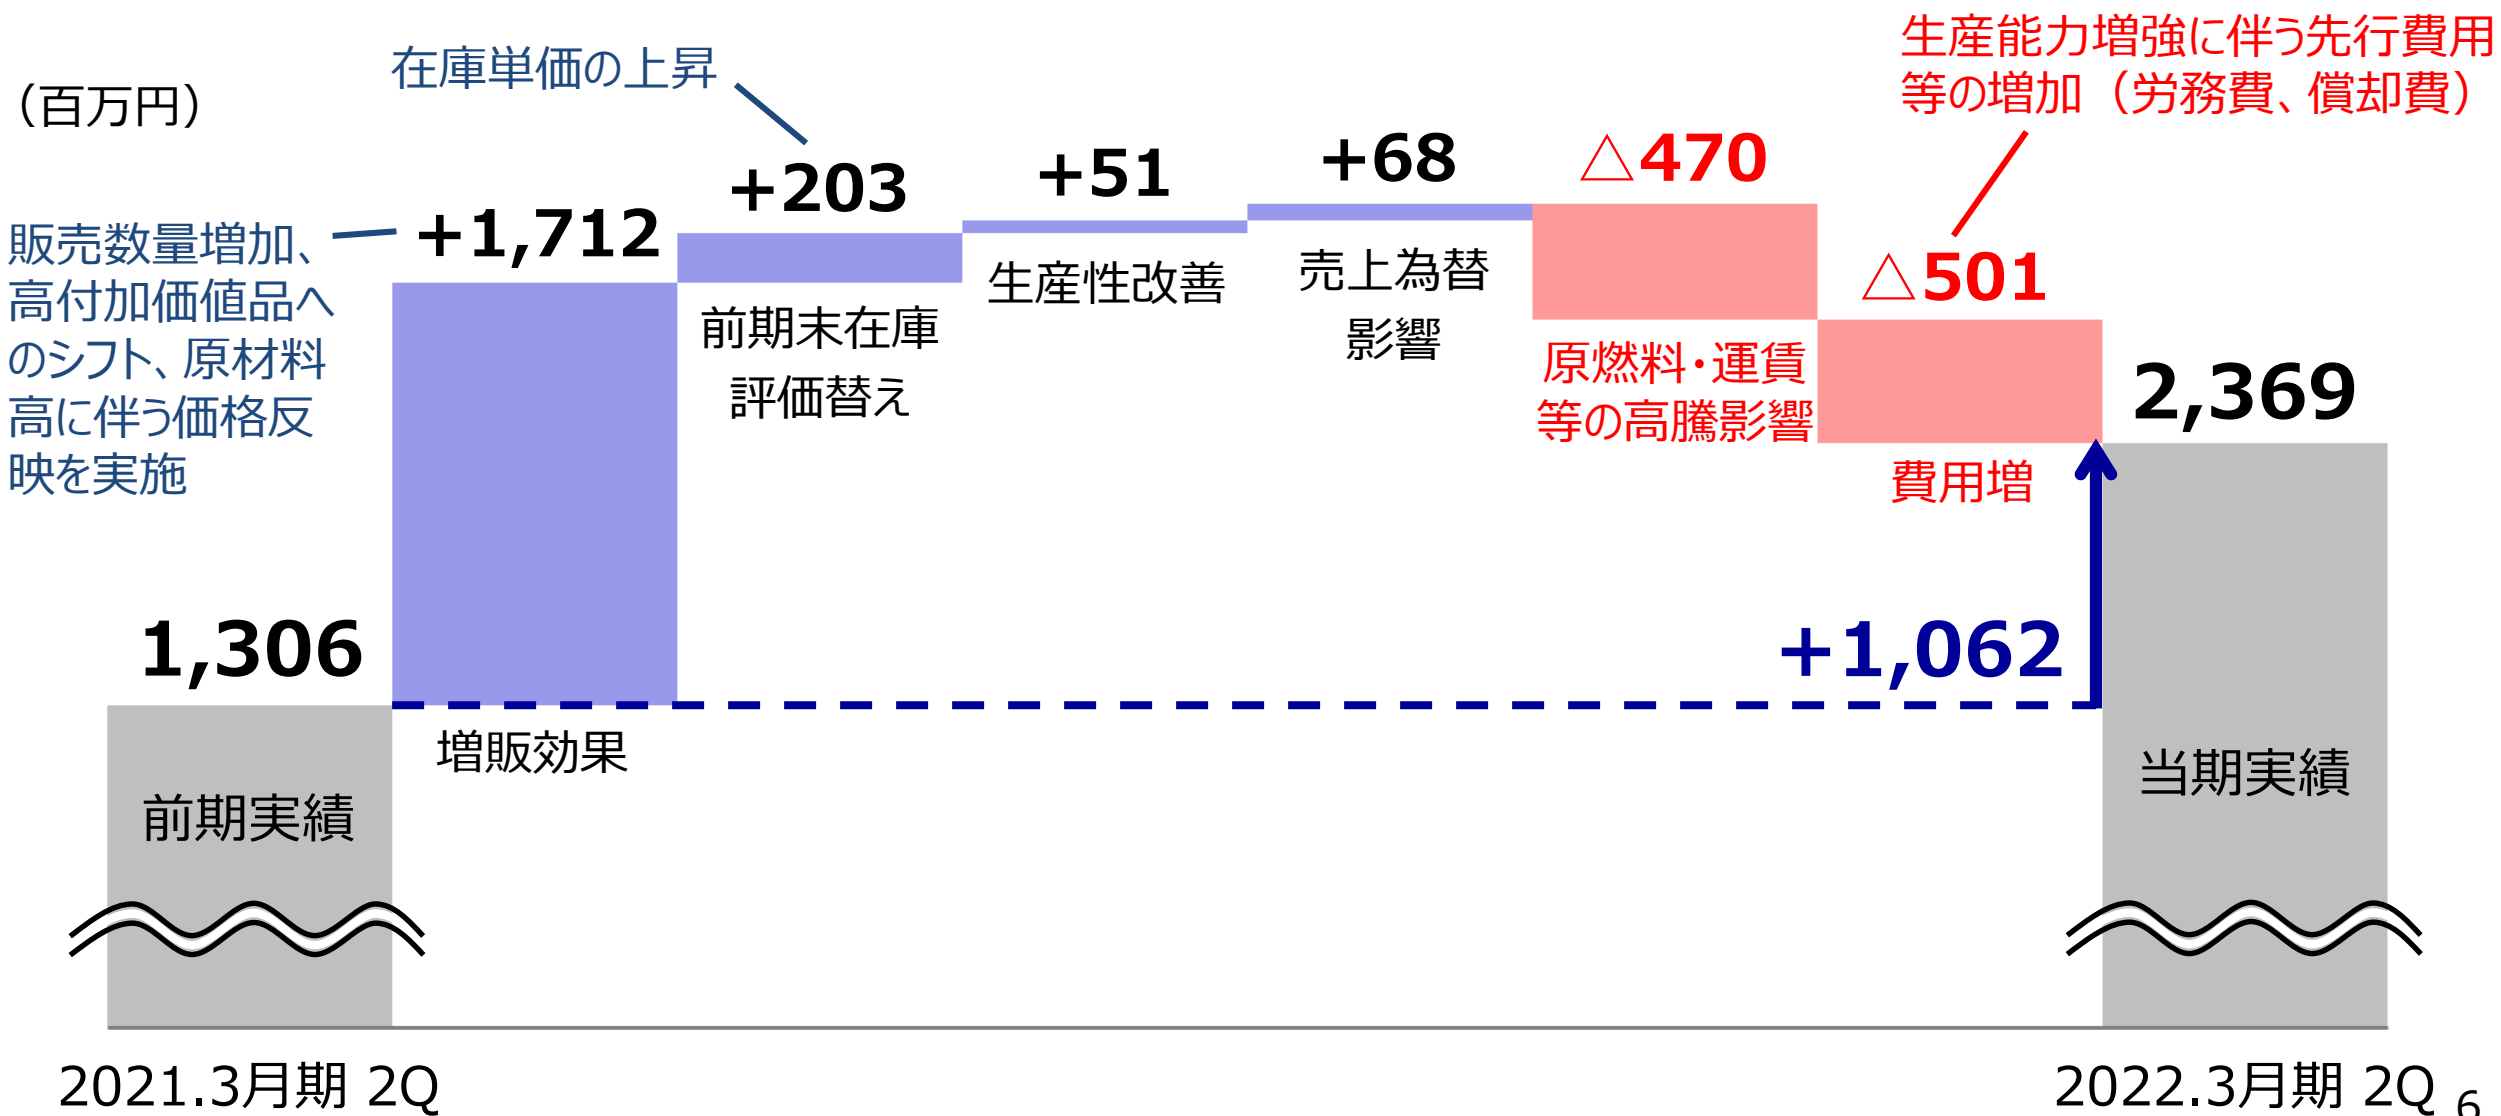 (百万円)
在庫単価の上昇
生産能力増強に伴う先行費用
等の増加（労務費、償却費)
販売数量増加、
高付加価値品へ
のシフト、原材料
高に伴う価格反
映を実施
+1,712
+203
+51
+68
△470
△501
前期末在庫
評価替え
生産性改善
売上為替
影響
原燃料・運賃
等の高騰影響
費用増
1,306
2,369
+1,062
増販効果
前期実績
当期実績
2021.3月期 2Q
2022.3月期 2Q
6